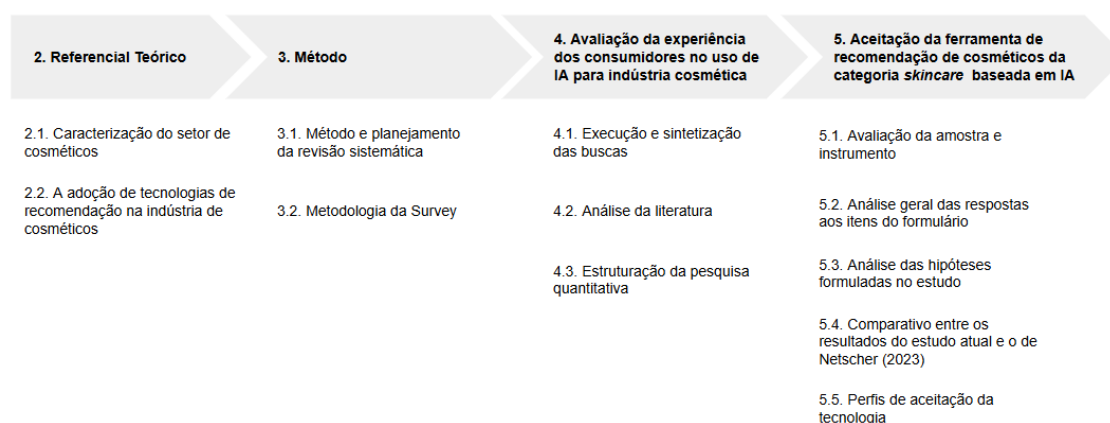 2. Referencial Teórico
3. Método
4. Avaliação da experiência
dos consumidores no uso de
IA para indústria cosmética
5. Aceitação da ferramenta de
recomendação de cosméticos da
categoria skincare baseada em IA
2.1. Caracterização do setor de
cosméticos
2.2. A adoção de tecnologias de
recomendação na indústria de
cosméticos
3.1. Método e planejamento
da revisão sistemática
3.2. Metodologia da Survey
4.1. Execução e sintetização
das buscas
4.2. Análise da literatura
4.3. Estruturação da pesquisa
quantitativa
5.1. Avaliação da amostra e
instrumento
5.2. Análise geral das respostas
aos itens do formulário
5.3. Análise das hipóteses
formuladas no estudo
5.4. Comparativo entre os
resultados do estudo atual e o de
Netscher (2023)
5.5. Perfis de aceitação da
tecnologia